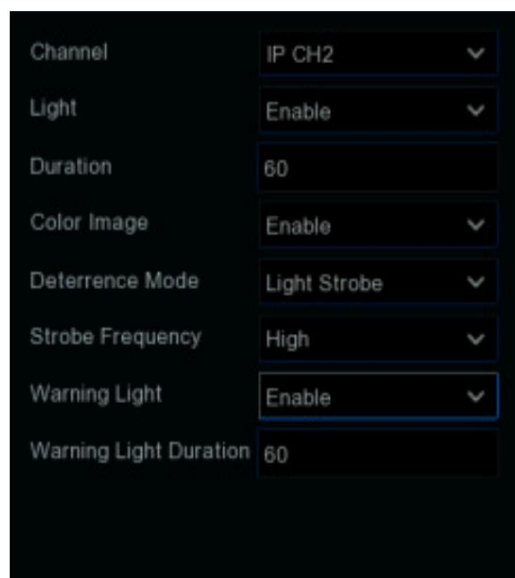 Channel IP CH2
Light Enable
Duration 60
Color Image Enable
Deterrence Mode Light Strobe
Strobe Frequency High
Warning Light Enable
Warning Light Duration 60